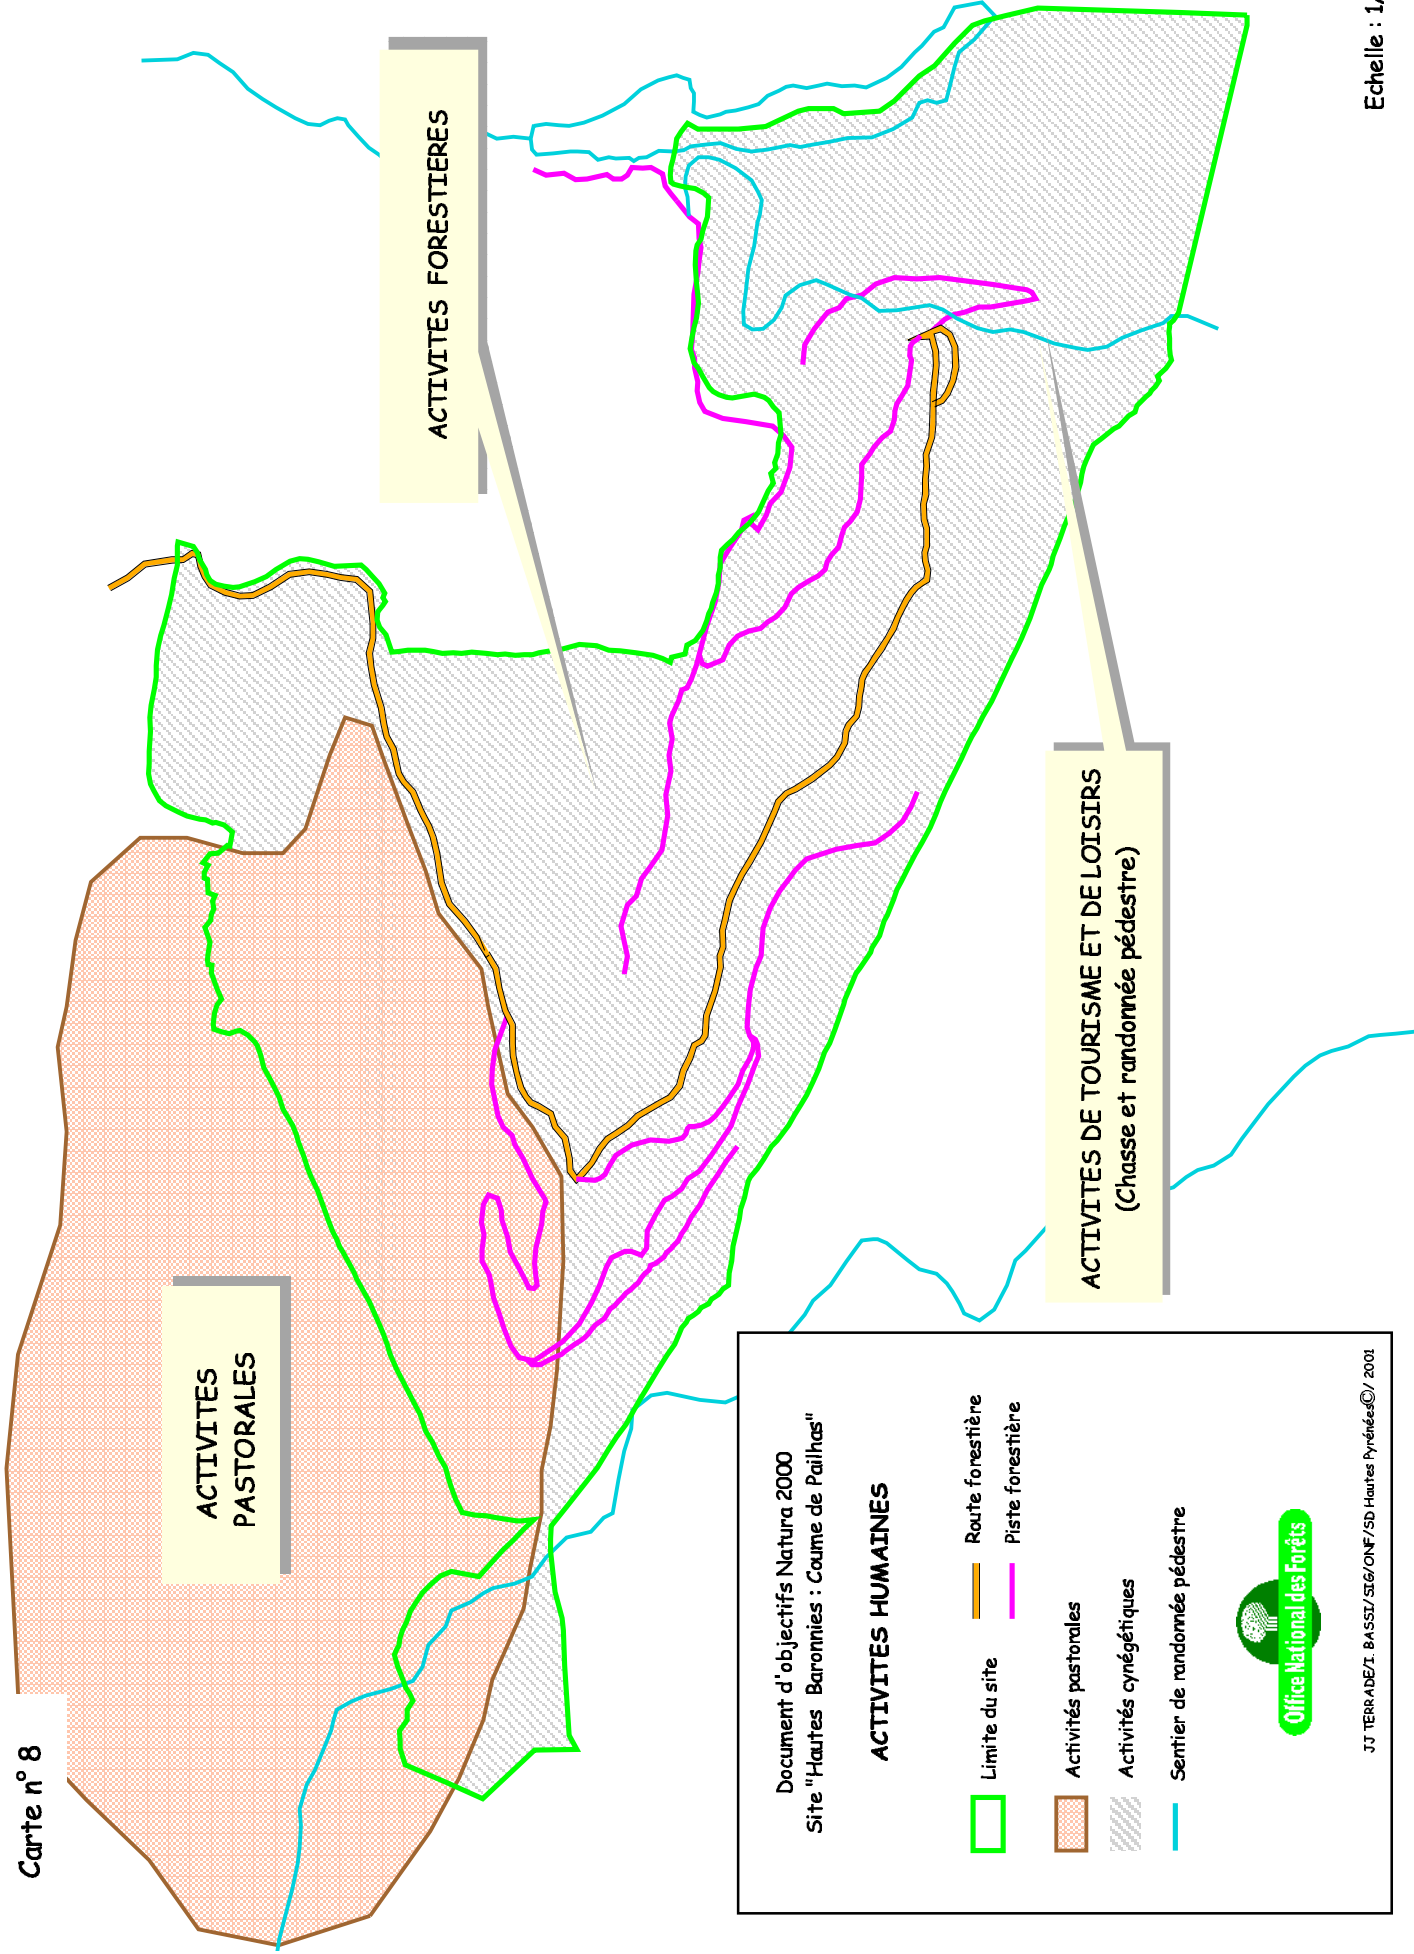 Carte n° 8
ACTIVITES
PASTORALES
ACTIVITES FORESTIERES
ACTIVITES DE TOURISME ET DE LOISIRS
(Chasse et randonnée pédestre)
Echelle : 1/
Document d'objectifs Natura 2000
Site "Hautes Baronnies : Coume de Pailhas"
ACTIVITES HUMAINES
Limite du site
Route forestière
Piste forestière
Activités pastorales
Activités cynégétiques
Sentier de randonnée pédestre
Office National des Forêts
JJ TERRADE/I. BASSI/SIG/ONF/SD Hautes Pyrénées©/ 2001